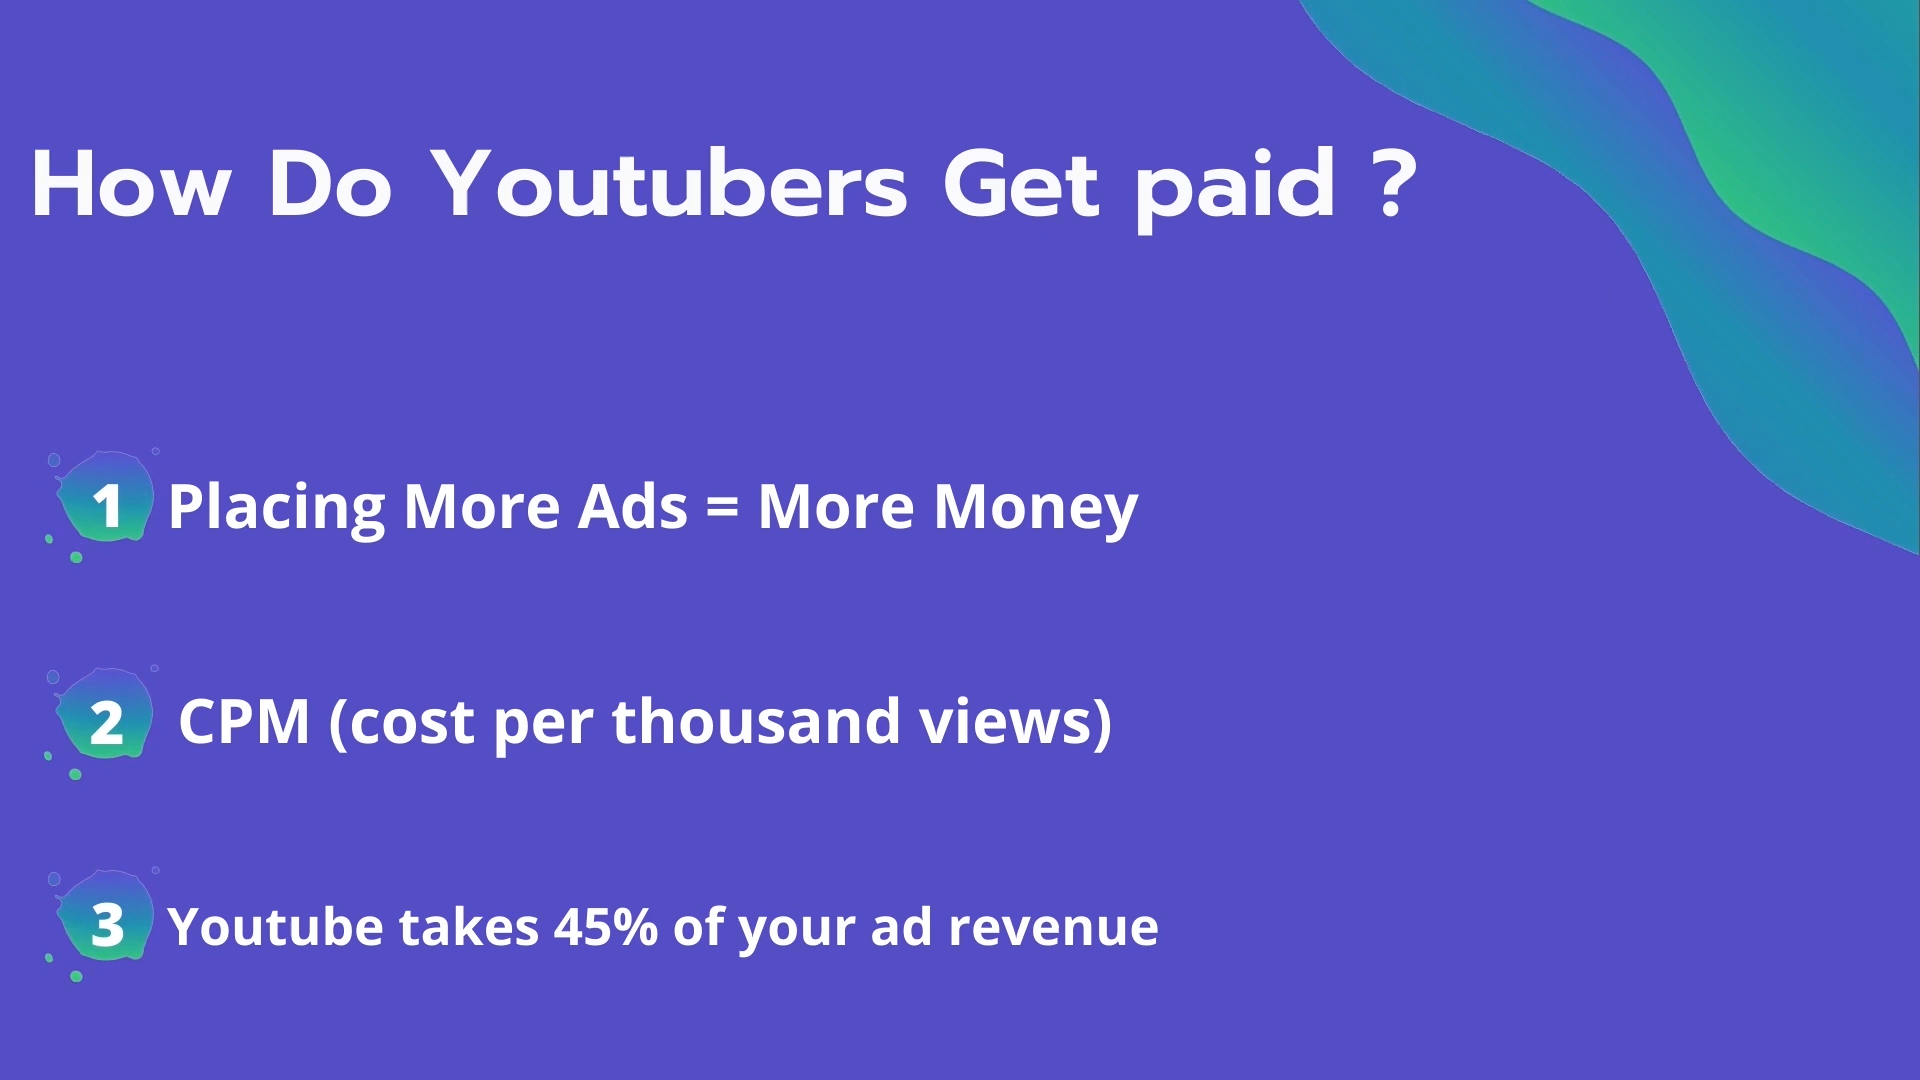 How Do Youtubers Get paid ?
1 Placing More Ads = More Money
2 CPM (cost per thousand views)
3 Youtube takes 45% of your ad revenue